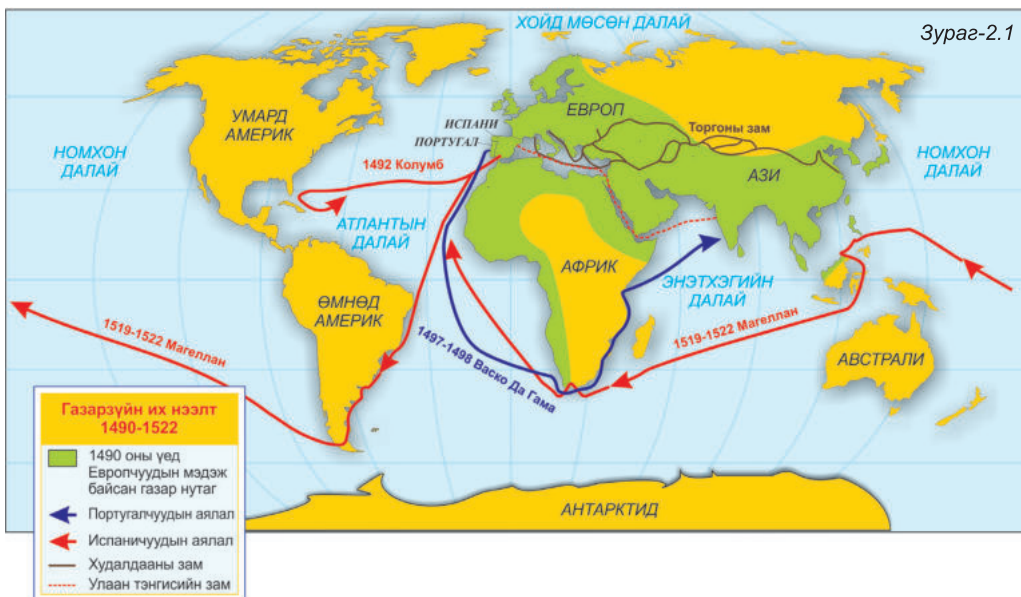 ХОЙД МӨСӨН ДАЛАЙ
Зураг-2.1
УМАРД
АМЕРИК
ЕВРОП
ИСПАНИ
ПОРТУГАЛ
Торгоны зам
НОМХОН
ДАЛАЙ
1492 Колумб
АЗИ
НОМХОН
ДАЛАЙ
АТЛАНТЫН
ДАЛАЙ
АФРИК
ЭНЭТХЭГИЙН
ДАЛАЙ
ӨМНӨД
АМЕРИК
1519-1522 Магеллан
1497-1498 Васко Да Гама
1519-1522 Магеллан
АВСТРАЛИ
АНТАРКТИД
Газарзүйн их нээлт
1490-1522
1490 оны үед
Европчуудын мэдэж
байсан газар нутаг
Португалчуудын аялал
Испаничуудын аялал
Худалдааны зам
Улаан тэнгисийн зам